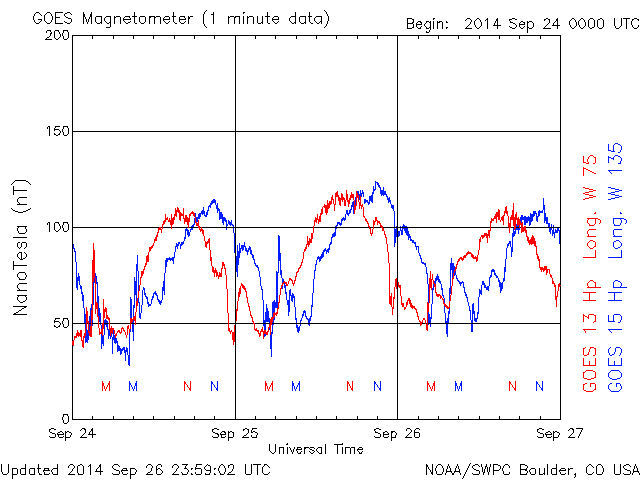 GOES Magnetometer (1 minute data)
Begin: 2014 Sep 24 0000 UTC
200
150
100
50
0
NanoTesla (nT)
M M N N M M N N M M N N
Sep 24 Sep 25 Sep 26 Sep 27
Universal Time
GOES 13 Hp Long. W 75
GOES 15 Hp Long. W 135
Updated 2014 Sep 26 23:59:02 UTC
NOAA/SWPC Boulder, CO USA